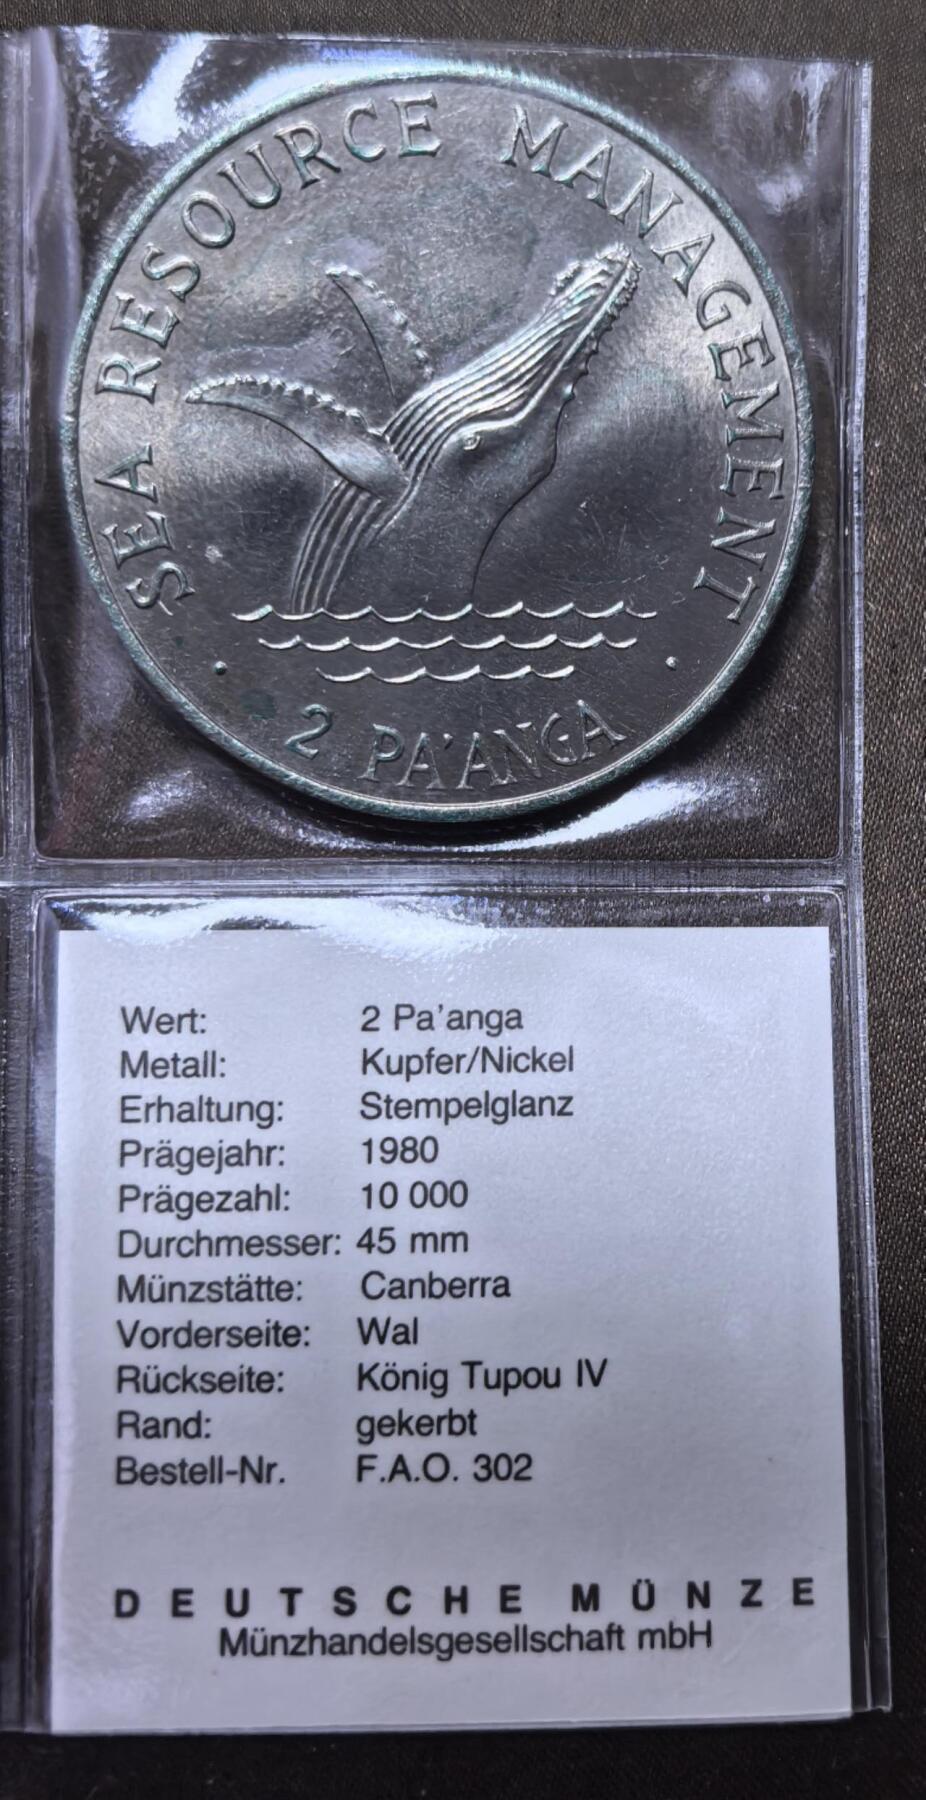 SEA RESOURCE MANAGEMENT
2 PA'ANGA
Wert: 2 Pa'anga
Metall: Kupfer/Nickel
Erhaltung: Stempelglanz
Prägejahr: 1980
Prägezahl: 10 000
Durchmesser: 45 mm
Münzstätte: Canberra
Vorderseite: Wal
Rückseite: König Tupou IV
Rand: gekerbt
Bestell-Nr. F.A.O. 302
DEUTSCHE MÜNZE
Münzhandelsgesellschaft mbH